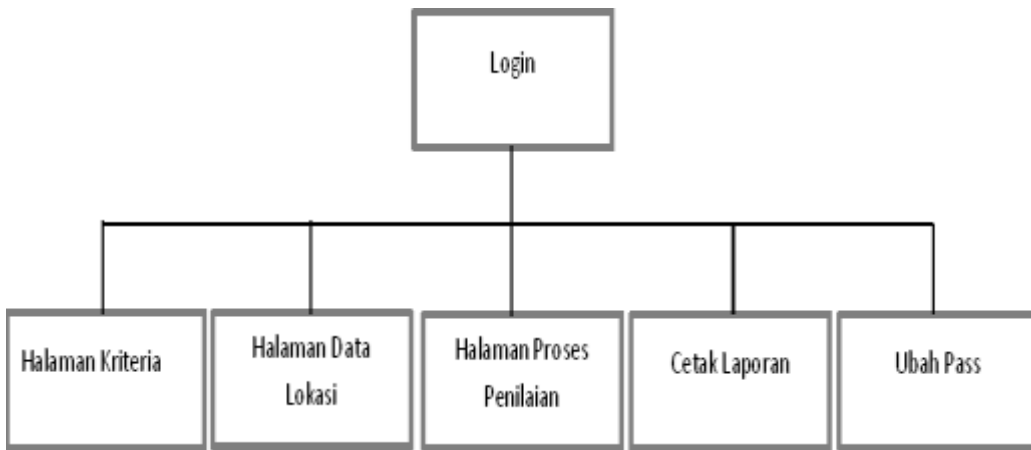 Login
Halaman Kriteria
Halaman Data
Lokasi
Halaman Proses
Penilaian
Cetak Laporan
Ubah Pass